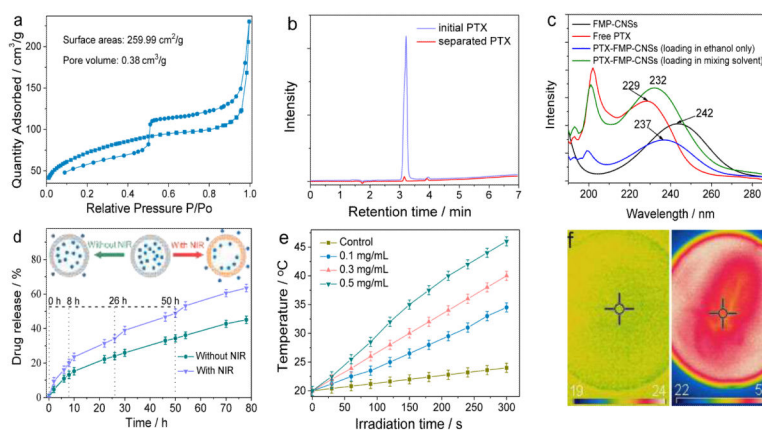 a
Surface areas: 259.99 cm²/g
Pore volume: 0.38 cm³/g
Quantity Adsorbed / cm³/g
200
150
100
50
0.0 0.2 0.4 0.6 0.8 1.0
Relative Pressure P/Po
b
initial PTX
separated PTX
Intensity
0 1 2 3 4 5 6 7
Retention time / min
c
FMP-CNSs
Free PTX
PTX-FMP-CNSs (loading in ethanol only)
PTX-FMP-CNSs (loading in mixing solvent)
229
232
242
237
Intensity
200 220 240 260 280
Wavelength / nm
d
Without NIR
With NIR
0 h 8 h 26 h 50 h
Without NIR
With NIR
Drug release / %
80
60
40
20
0
0 10 20 30 40 50 60 70 80
Time / h
e
Control
0.1 mg/mL
0.3 mg/mL
0.5 mg/mL
Temperature / °C
45
40
35
30
25
20
0 50 100 150 200 250 300
Irradiation time / s
f
19 24
22